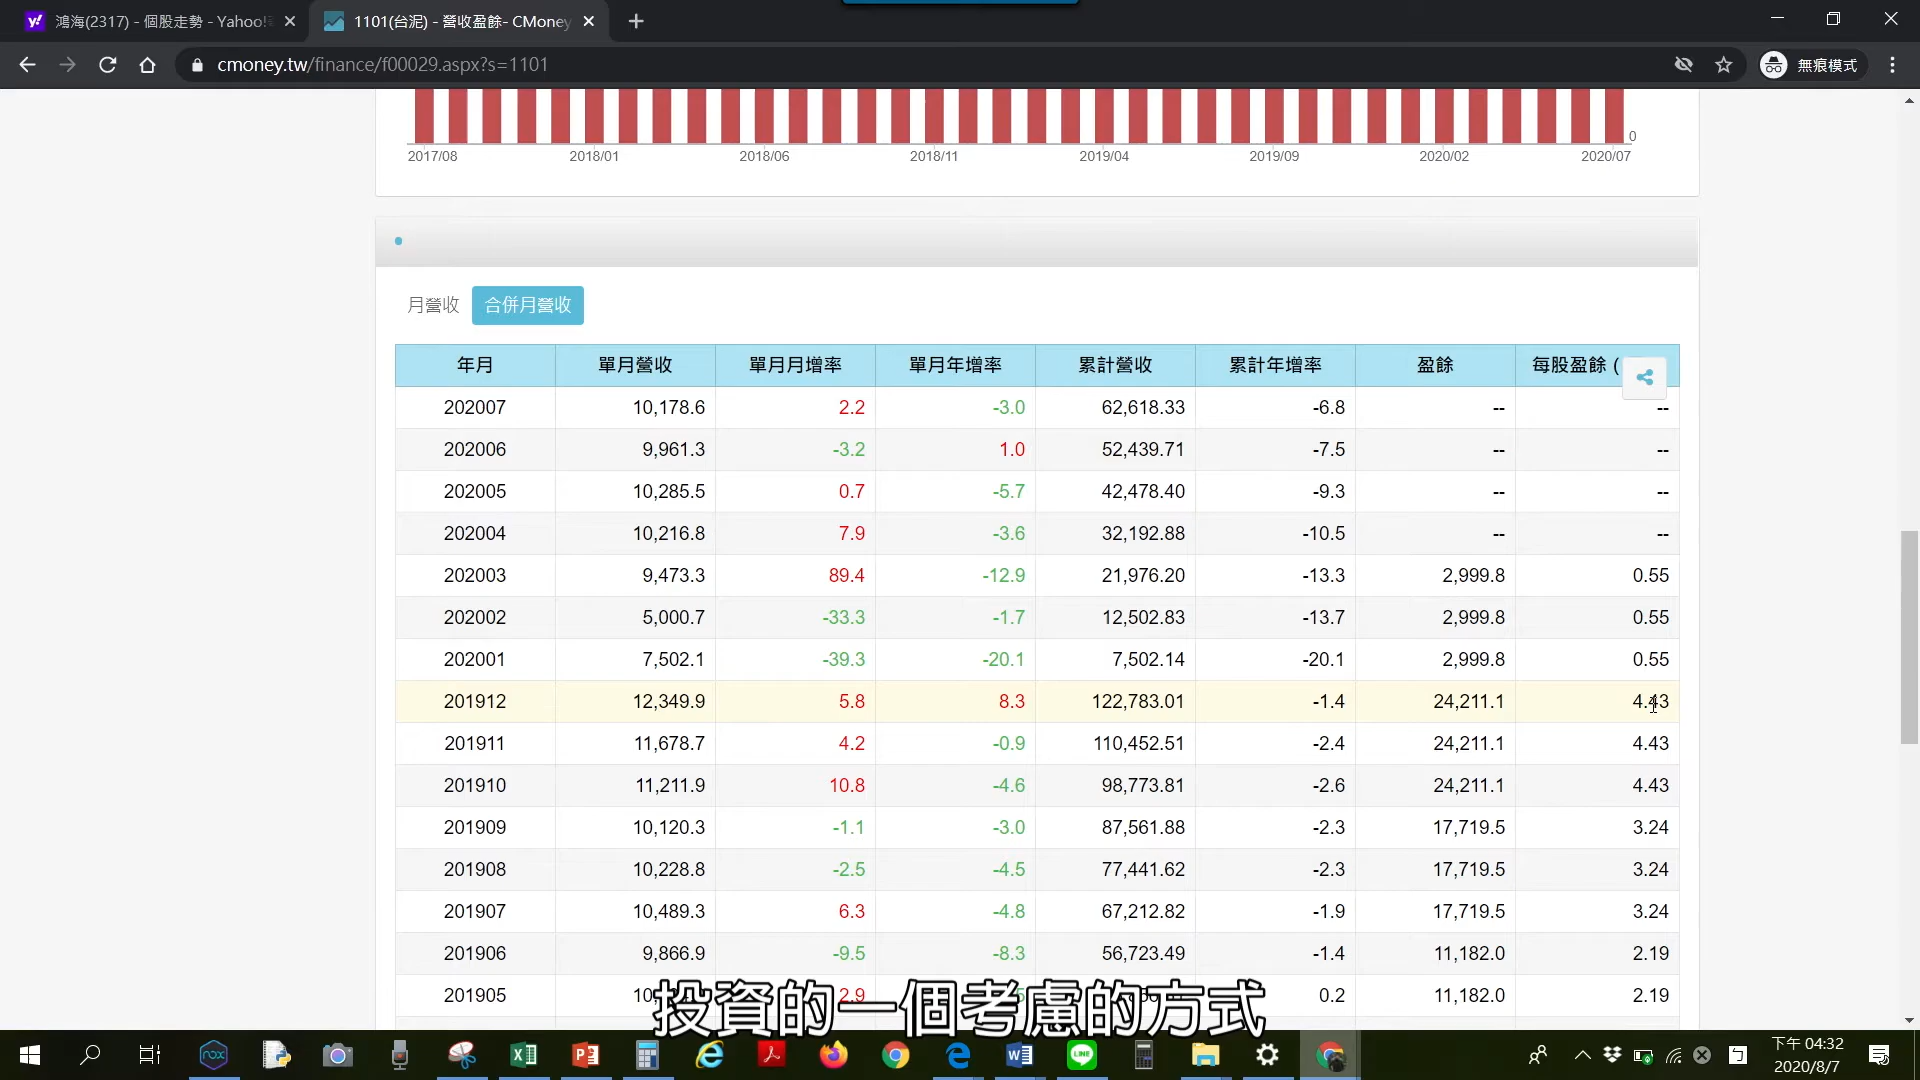 鴻海(2317) - 個股走勢 - Yahoo!
1101(台泥) - 營收盈餘- CMoney
cmoney.tw/finance/f00029.aspx?s=1101
無痕模式
0
2017/08 2018/01 2018/06 2018/11 2019/04 2019/09 2020/02 2020/07
月營收 合併月營收
年月 單月營收 單月月增率 單月年增率 累計營收 累計年增率 盈餘 每股盈餘 (
202007 10,178.6 2.2 -3.0 62,618.33 -6.8 -- --
202006 9,961.3 -3.2 1.0 52,439.71 -7.5 -- --
202005 10,285.5 0.7 -5.7 42,478.40 -9.3 -- --
202004 10,216.8 7.9 -3.6 32,192.88 -10.5 -- --
202003 9,473.3 89.4 -12.9 21,976.20 -13.3 2,999.8 0.55
202002 5,000.7 -33.3 -1.7 12,502.83 -13.7 2,999.8 0.55
202001 7,502.1 -39.3 -20.1 7,502.14 -20.1 2,999.8 0.55
201912 12,349.9 5.8 8.3 122,783.01 -1.4 24,211.1 4.43
201911 11,678.7 4.2 -0.9 110,452.51 -2.4 24,211.1 4.43
201910 11,211.9 10.8 -4.6 98,773.81 -2.6 24,211.1 4.43
201909 10,120.3 -1.1 -3.0 87,561.88 -2.3 17,719.5 3.24
201908 10,228.8 -2.5 -4.5 77,441.62 -2.3 17,719.5 3.24
201907 10,489.3 6.3 -4.8 67,212.82 -1.9 17,719.5 3.24
201906 9,866.9 -9.5 -8.3 56,723.49 -1.4 11,182.0 2.19
201905 2.9 0.2 11,182.0 2.19
投資的一個考慮的方式
下午 04:32
2020/8/7